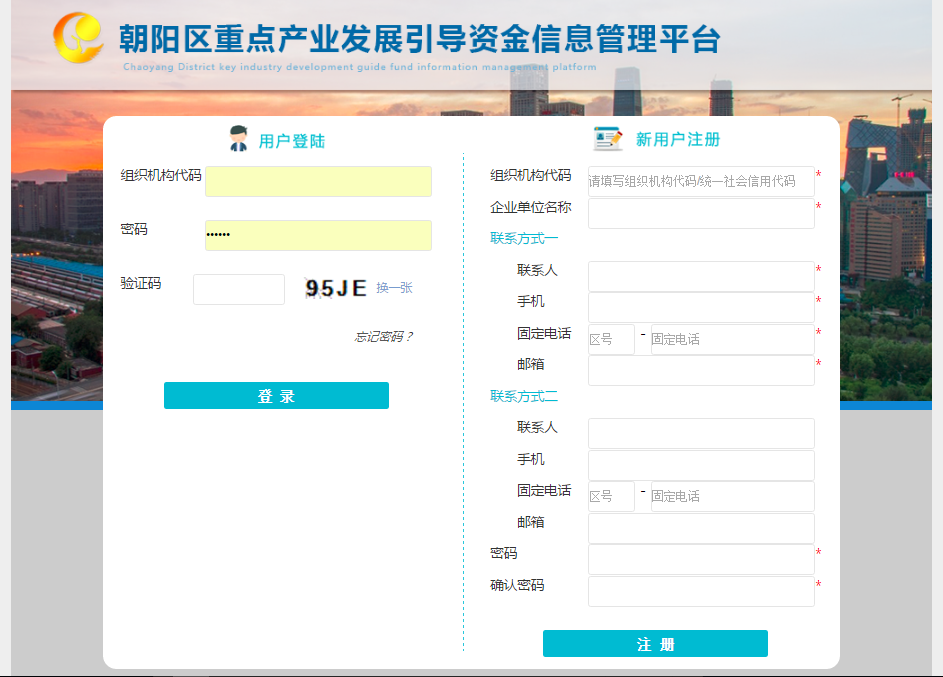 朝阳区重点产业发展引导资金信息管理平台
Chaoyang District key industry development guide fund information management platform
用户登陆
组织机构代码
密码
••••••
验证码
95JE 换一张
忘记密码？
登 录
新用户注册
组织机构代码 请填写组织机构代码/统一社会信用代码 *
企业单位名称 *
联系方式一
联系人 *
手机 *
固定电话 区号 - 固定电话 *
邮箱 *
联系方式二
联系人
手机
固定电话 区号 - 固定电话
邮箱
密码 *
确认密码 *
注 册